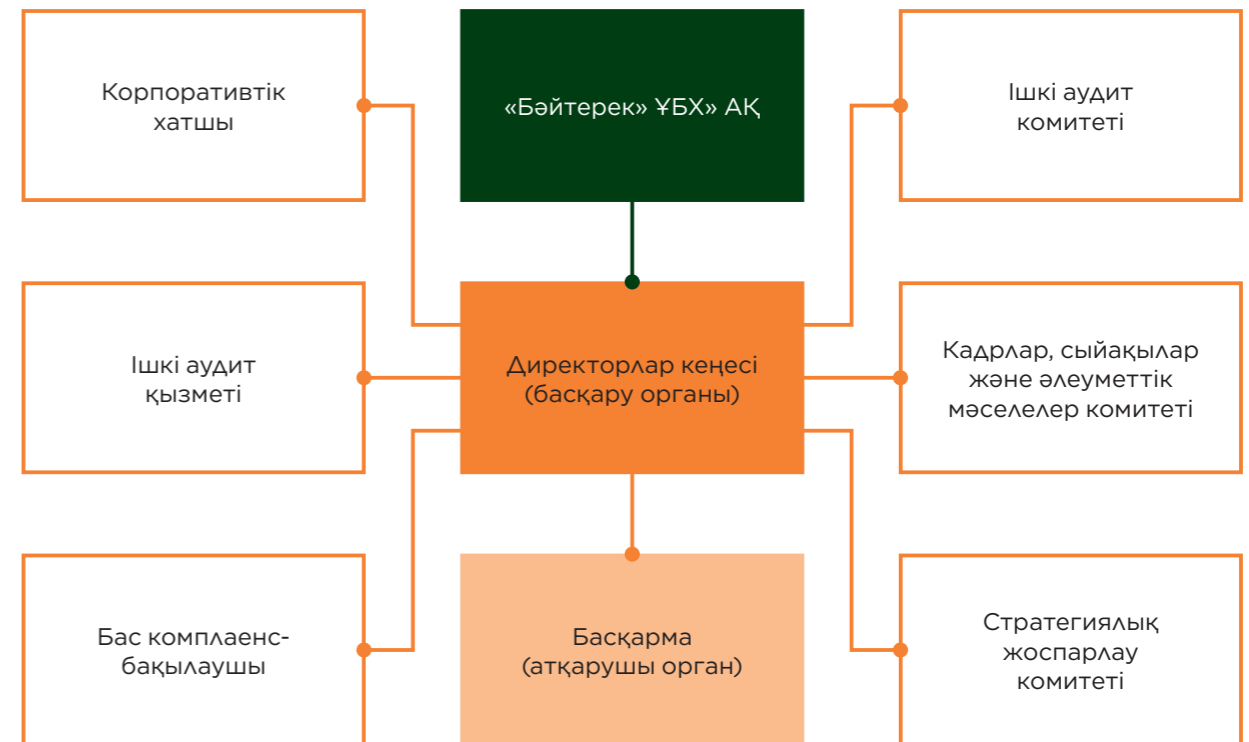 Корпоративтік
хатшы
«Бәйтерек» ҰБХ» АҚ
Ішкі аудит
комитеті
Ішкі аудит
қызметі
Директорлар кеңесі
(басқару органы)
Кадрлар, сыйақылар
және әлеуметтік
мәселелер комитеті
Бас комплаенс-
бақылаушы
Басқарма
(атқарушы орган)
Стратегиялық
жоспарлау
комитеті